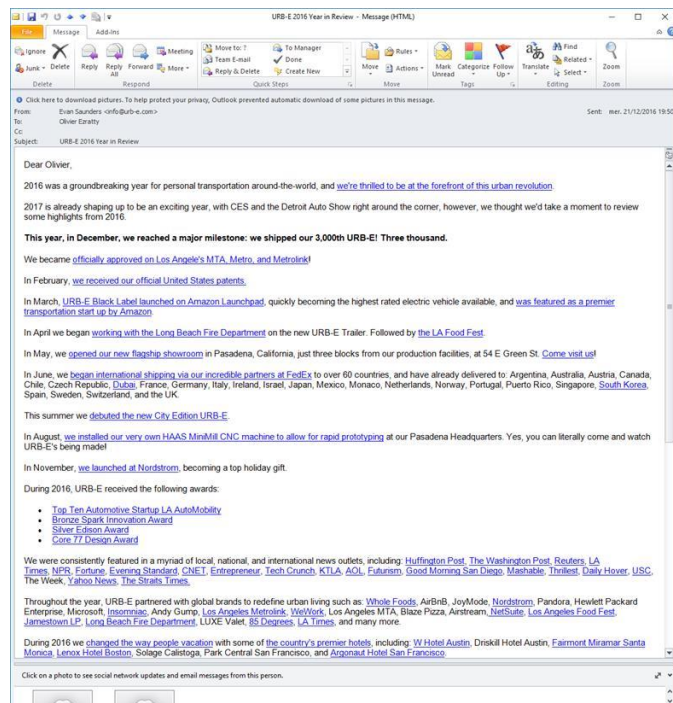 URB-E 2016 Year in Review - Message (HTML)
File Message Add-Ins
Ignore
Junk
Delete
Reply
Reply All
Forward
Meeting
More
Move to: ?
Team E-mail
Reply & Delete
To Manager
Done
Create New
Move
Rules
Actions
Mark Unread
Categorize
Follow Up
Translate
Find
Related
Select
Zoom
Delete Respond Quick Steps Move Tags Editing Zoom
Click here to download pictures. To help protect your privacy, Outlook prevented automatic download of some pictures in this message.
From: Evan Saunders <info@urb-e.com> Sent: mer. 21/12/2016 19:50
To: Olivier Ezratty
Cc:
Subject: URB-E 2016 Year in Review
Dear Olivier,
2016 was a groundbreaking year for personal transportation around-the-world, and we're thrilled to be at the forefront of this urban revolution.
2017 is already shaping up to be an exciting year, with CES and the Detroit Auto Show right around the corner, however, we thought we'd take a moment to review
some highlights from 2016.
This year, in December, we reached a major milestone: we shipped our 3,000th URB-E! Three thousand.
We became officially approved on Los Angele's MTA, Metro, and Metrolink!
In February, we received our official United States patents.
In March, URB-E Black Label launched on Amazon Launchpad, quickly becoming the highest rated electric vehicle available, and was featured as a premier
transportation start up by Amazon.
In April we began working with the Long Beach Fire Department on the new URB-E Trailer. Followed by the LA Food Fest.
In May, we opened our new flagship showroom in Pasadena, California, just three blocks from our production facilities, at 54 E Green St. Come visit us!
In June, we began international shipping via our incredible partners at FedEx to over 60 countries, and have already delivered to: Argentina, Australia, Austria, Canada,
Chile, Czech Republic, Dubai, France, Germany, Italy, Ireland, Israel, Japan, Mexico, Monaco, Netherlands, Norway, Portugal, Puerto Rico, Singapore, South Korea,
Spain, Sweden, Switzerland, and the UK.
This summer we debuted the new City Edition URB-E.
In August, we installed our very own HAAS MiniMill CNC machine to allow for rapid prototyping at our Pasadena Headquarters. Yes, you can literally come and watch
URB-E's being made!
In November, we launched at Nordstrom, becoming a top holiday gift.
During 2016, URB-E received the following awards:
• Top Ten Automotive Startup LA AutoMobility
• Bronze Spark Innovation Award
• Silver Edison Award
• Core 77 Design Award
We were consistently featured in a myriad of local, national, and international news outlets, including: Huffington Post, The Washington Post, Reuters, LA
Times, NPR, Fortune, Evening Standard, CNET, Entrepreneur, Tech Crunch, KTLA, AOL, Futurism, Good Morning San Diego, Mashable, Thrillest, Daily Hover, USC,
The Week, Yahoo News, The Straits Times.
Throughout the year, URB-E partnered with global brands to redefine urban living such as: Whole Foods, AirBnB, JoyMode, Nordstrom, Pandora, Hewlett Packard
Enterprise, Microsoft, Insomniac, Andy Gump, Los Angeles Metrolink, WeWork, Los Angeles MTA, Blaze Pizza, Airstream, NetSuite, Los Angeles Food Fest,
Jamestown LP, Long Beach Fire Department, LUXE Valet, 85 Degrees, LA Times, and many more.
During 2016 we changed the way people vacation with some of the country's premier hotels, including: W Hotel Austin, Driskill Hotel Austin, Fairmont Miramar Santa
Monica, Lenox Hotel Boston, Solage Calistoga, Park Central San Francisco, and Argonaut Hotel San Francisco.
Click on a photo to see social network updates and email messages from this person.